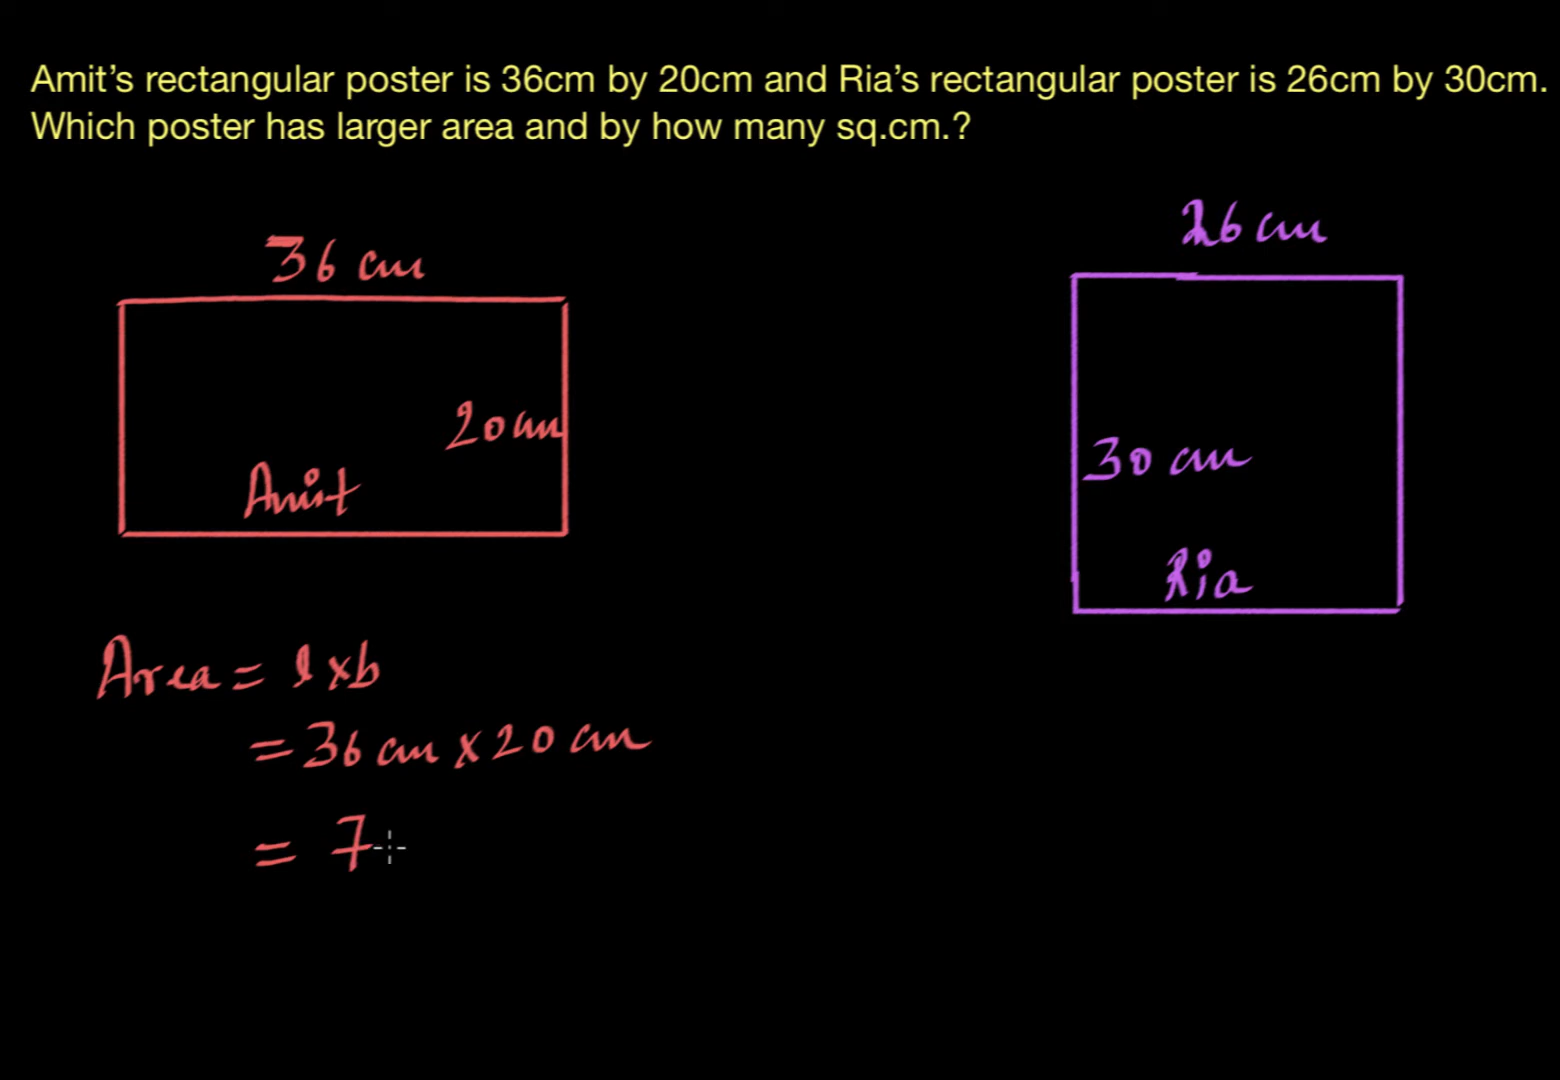 Amit’s rectangular poster is 36cm by 20cm and Ria’s rectangular poster is 26cm by 30cm.
Which poster has larger area and by how many sq.cm.?
36 cm
20 cm
Amit
26 cm
30 cm
Ria
Area = l x b
= 36 cm x 20 cm
= 7